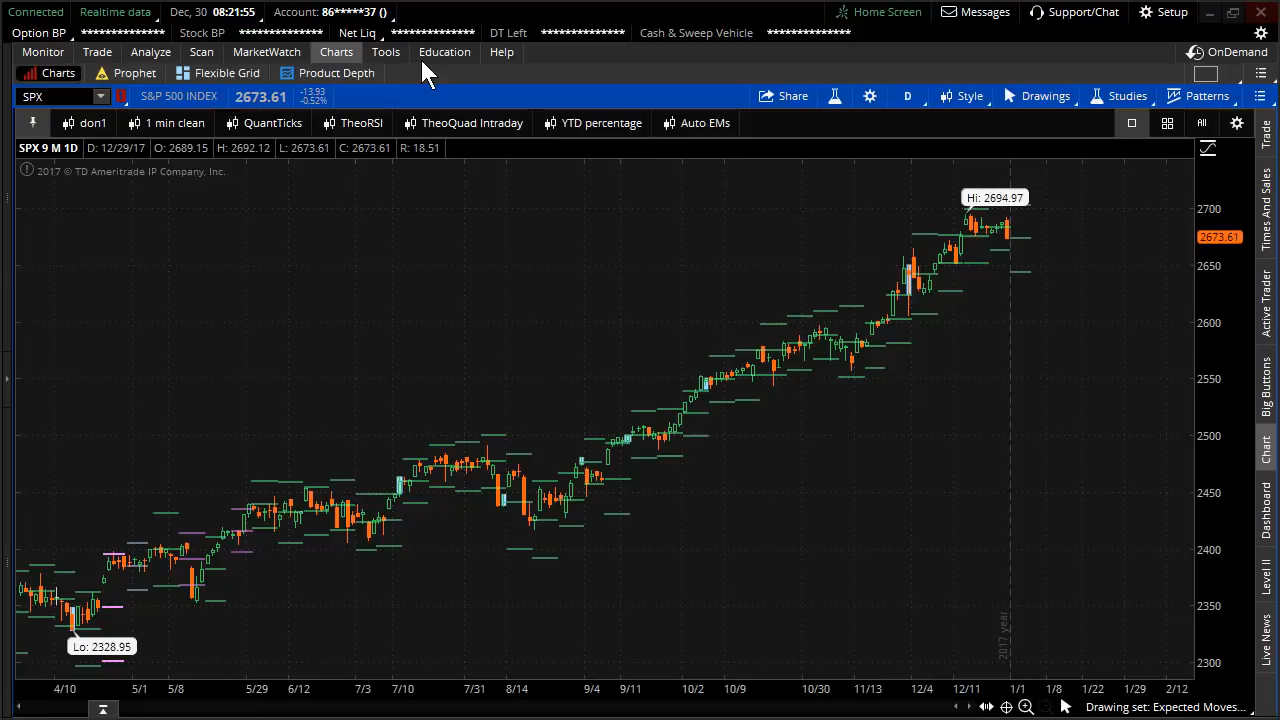 Connected Realtime data Dec, 30 08:21:55 Account: 86*****37 () Home Screen Messages Support/Chat Setup
Option BP ************** Stock BP ************** Net Liq ************** DT Left ************** Cash & Sweep Vehicle **************
Monitor Trade Analyze Scan MarketWatch Charts Tools Education Help OnDemand
Charts Prophet Flexible Grid Product Depth
SPX S&P 500 INDEX 2673.61 -13.93 -0.52% Share D Style Drawings Studies Patterns
don1 1 min clean QuantTicks TheoRSI TheoQuad Intraday YTD percentage Auto EMs All
SPX 9 M 1D D: 12/29/17 O: 2689.15 H: 2692.12 L: 2673.61 C: 2673.61 R: 18.51
2017 © TD Ameritrade IP Company, Inc.
Hi: 2694.97
2700
2673.61
2650
2600
2550
2500
2450
2400
2350
2300
Lo: 2328.95
2017 year
4/10 5/1 5/8 5/29 6/12 7/3 7/10 7/31 8/14 9/4 9/11 10/2 10/9 10/30 11/13 12/4 12/11 1/1 1/8 1/22 1/29 2/12
Drawing set: Expected Moves...
Trade
Times And Sales
Active Trader
Big Buttons
Chart
Dashboard
Level II
Live News